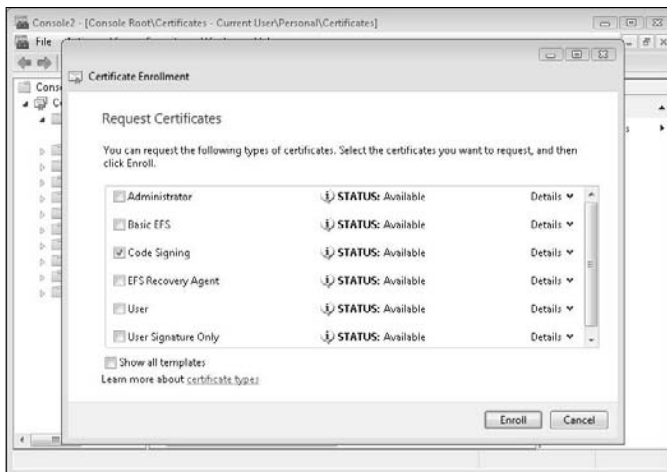 Console2 - [Console Root\Certificates - Current User\Personal\Certificates]
File
Certificate Enrollment
Request Certificates
You can request the following types of certificates. Select the certificates you want to request, and then
click Enroll.
Administrator STATUS: Available Details
Basic EFS STATUS: Available Details
Code Signing STATUS: Available Details
EFS Recovery Agent STATUS: Available Details
User STATUS: Available Details
User Signature Only STATUS: Available Details
Show all templates
Learn more about certificate types
Enroll Cancel